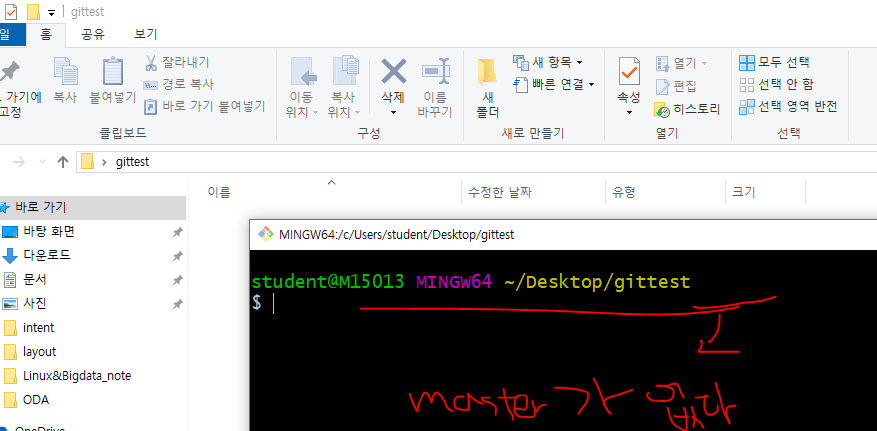 gittest
일 홈 공유 보기
가기에 고정
복사
붙여넣기
잘라내기
경로 복사
바로 가기 붙여넣기
클립보드
이동 위치
복사 위치
삭제
이름 바꾸기
구성
새 폴더
새 항목
빠른 연결
새로 만들기
속성
열기
편집
히스토리
열기
모두 선택
선택 안 함
선택 영역 반전
선택
gittest
이름 수정한 날짜 유형 크기
바로 가기
바탕 화면
다운로드
문서
사진
intent
layout
Linux&Bigdata_note
ODA
MINGW64:/c/Users/student/Desktop/gittest
student@M15013 MINGW64 ~/Desktop/gittest
$
master가 없다